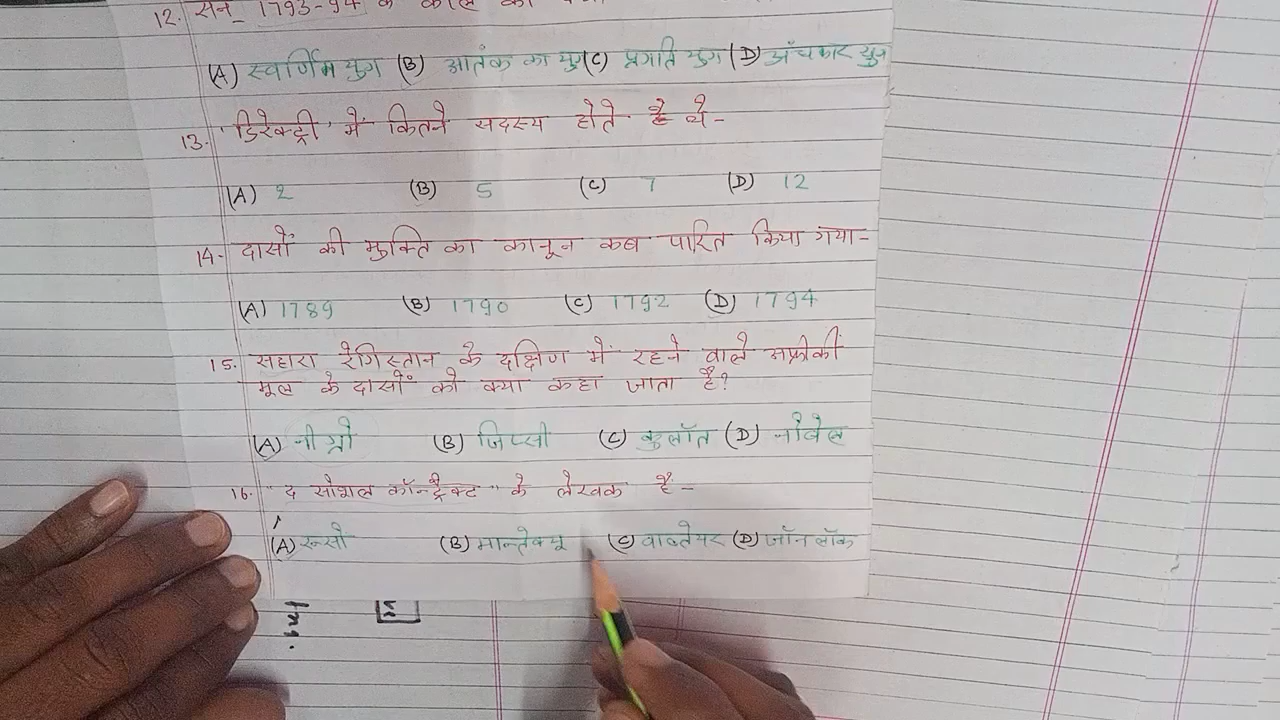 12. सन् 1793-94 के काल को
(A) स्वर्णिम युग (B) आतंक का युग (C) प्रगति युग (D) अंधकार युग
13. 'डिरेक्ट्री' में कितने सदस्य होते है थे -
(A) 2 (B) 5 (C) 7 (D) 12
14. दासों की मुक्ति का कानून कब पारित किया गया-
(A) 1789 (B) 1790 (C) 1792 (D) 1794
15. सहारा रेगिस्तान के दक्षिण में रहने वाले अफ्रीकी
मूल के दासों को क्या कहा जाता है?
(A) नीग्रो (B) जिप्सी (C) कुलॉत (D) नोबेल
16. "द सोशल कॉन्ट्रैक्ट" के लेखक हैं -
(A) रूसो (B) मान्तेक्यू (C) वाल्तेयर (D) जॉन लॉक